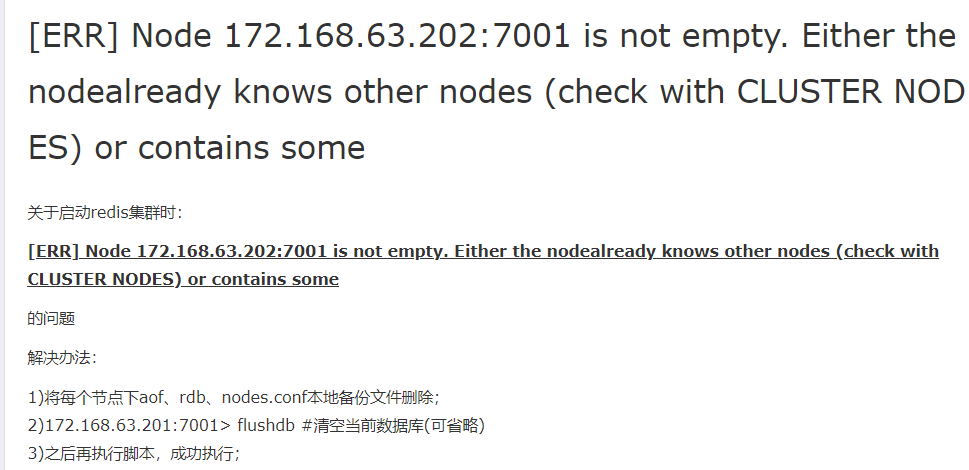 [ERR] Node 172.168.63.202:7001 is not empty. Either the
nodealready knows other nodes (check with CLUSTER NOD
ES) or contains some
关于启动redis集群时：
[ERR] Node 172.168.63.202:7001 is not empty. Either the nodealready knows other nodes (check with
CLUSTER NODES) or contains some
的问题
解决办法：
1)将每个节点下aof、rdb、nodes.conf本地备份文件删除；
2)172.168.63.201:7001> flushdb #清空当前数据库(可省略)
3)之后再执行脚本，成功执行；